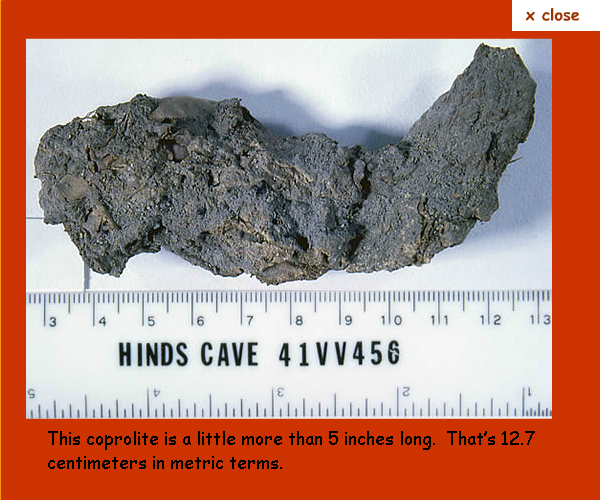 x close
3 4 5 6 7 8 9 10 11 12 13
HINDS CAVE 41VV456
5 4 3 2 1
This coprolite is a little more than 5 inches long. That's 12.7
centimeters in metric terms.